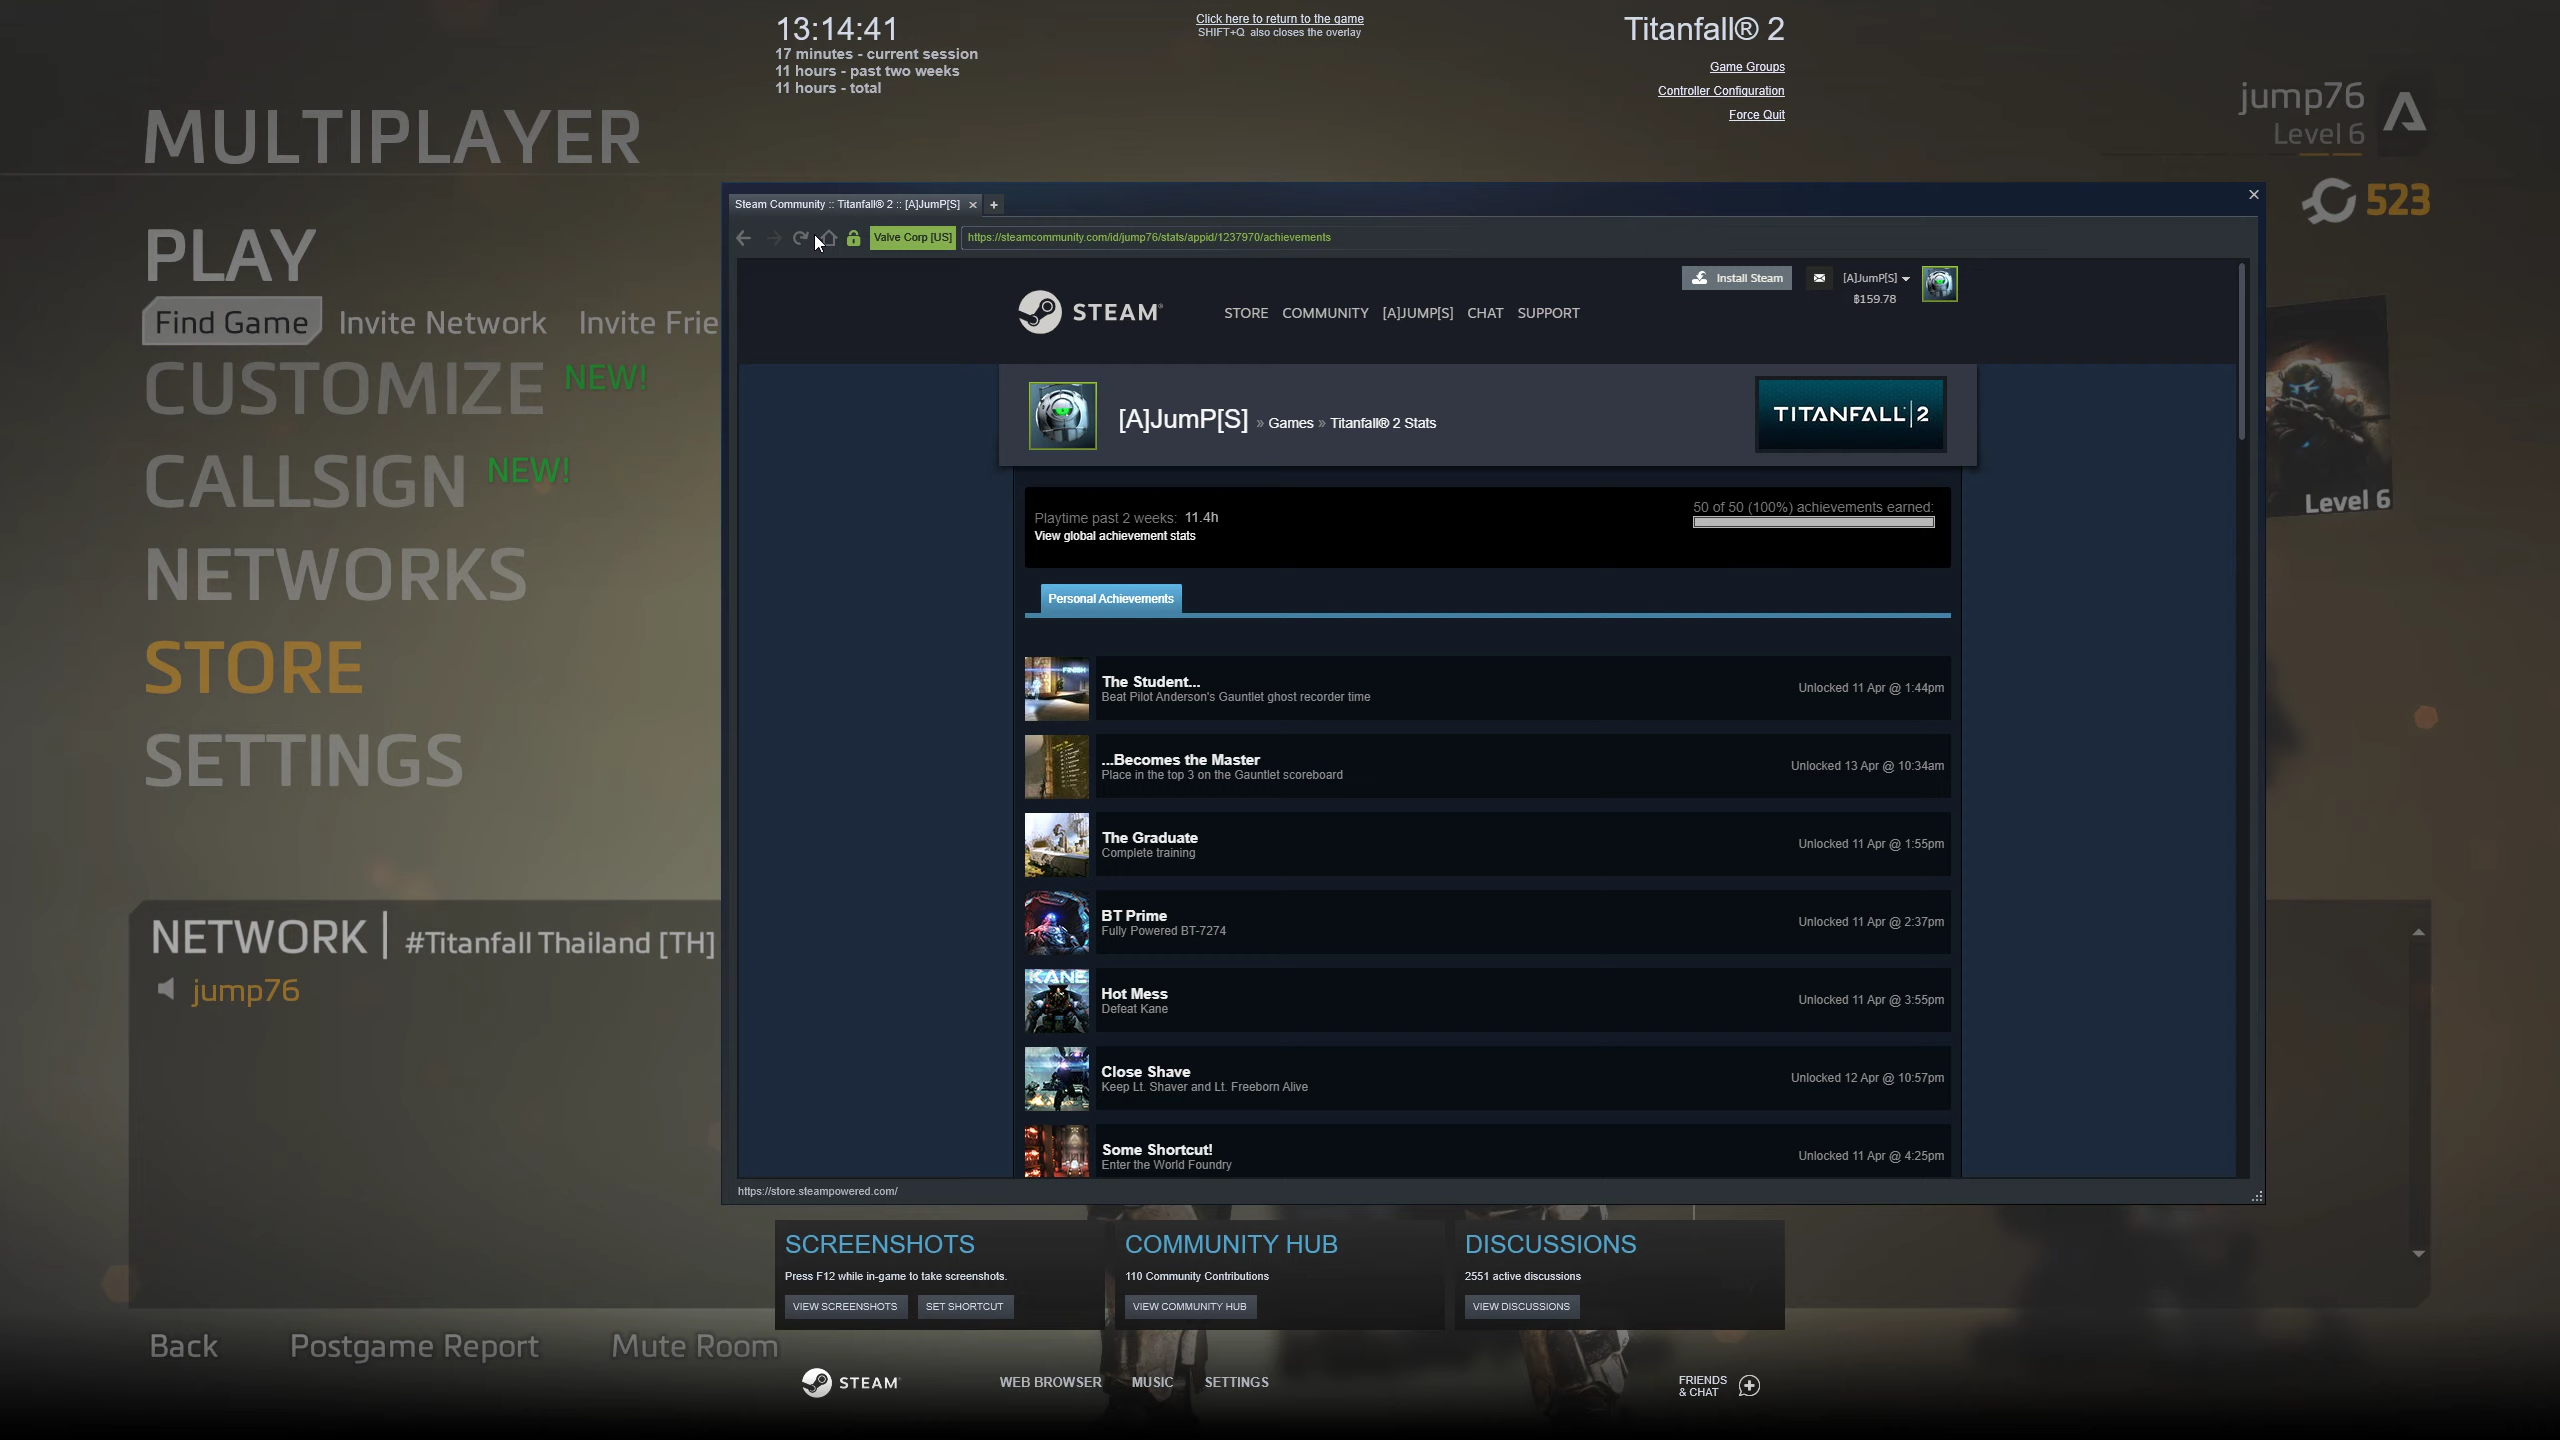 13:14:41
17 minutes - current session
11 hours - past two weeks
11 hours - total
Click here to return to the game
SHIFT+Q also closes the overlay
Titanfall® 2
Game Groups
Controller Configuration
Force Quit
jump76
Level 6
523
MULTIPLAYER
PLAY
Find Game
Invite Network
Invite Frie
CUSTOMIZE NEW!
CALLSIGN NEW!
NETWORKS
STORE
SETTINGS
Level 6
Steam Community :: Titanfall® 2 :: [A]JumP[S]
Valve Corp [US]
https://steamcommunity.com/id/jump76/stats/appid/1237970/achievements
Install Steam
[A]JumP[S]
฿159.78
STEAM®
STORE COMMUNITY [A]JUMP[S] CHAT SUPPORT
[A]JumP[S] » Games » Titanfall® 2 Stats
TITANFALL|2
Playtime past 2 weeks: 11.4h
View global achievement stats
50 of 50 (100%) achievements earned:
Personal Achievements
FINISH
The Student...
Beat Pilot Anderson's Gauntlet ghost recorder time
Unlocked 11 Apr @ 1:44pm
...Becomes the Master
Place in the top 3 on the Gauntlet scoreboard
Unlocked 13 Apr @ 10:34am
The Graduate
Complete training
Unlocked 11 Apr @ 1:55pm
BT Prime
Fully Powered BT-7274
Unlocked 11 Apr @ 2:37pm
KANE
Hot Mess
Defeat Kane
Unlocked 11 Apr @ 3:55pm
Close Shave
Keep Lt. Shaver and Lt. Freeborn Alive
Unlocked 12 Apr @ 10:57pm
Some Shortcut!
Enter the World Foundry
Unlocked 11 Apr @ 4:25pm
https://store.steampowered.com/
NETWORK | #Titanfall Thailand [TH]
jump76
SCREENSHOTS
Press F12 while in-game to take screenshots.
VIEW SCREENSHOTS
SET SHORTCUT
COMMUNITY HUB
110 Community Contributions
VIEW COMMUNITY HUB
DISCUSSIONS
2551 active discussions
VIEW DISCUSSIONS
Back
Postgame Report
Mute Room
STEAM
WEB BROWSER
MUSIC
SETTINGS
FRIENDS
& CHAT